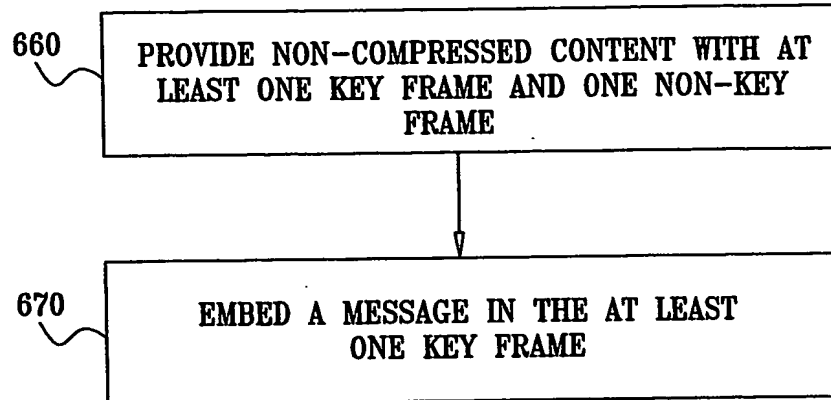 660
PROVIDE NON-COMPRESSED CONTENT WITH AT
LEAST ONE KEY FRAME AND ONE NON-KEY
FRAME
670
EMBED A MESSAGE IN THE AT LEAST
ONE KEY FRAME